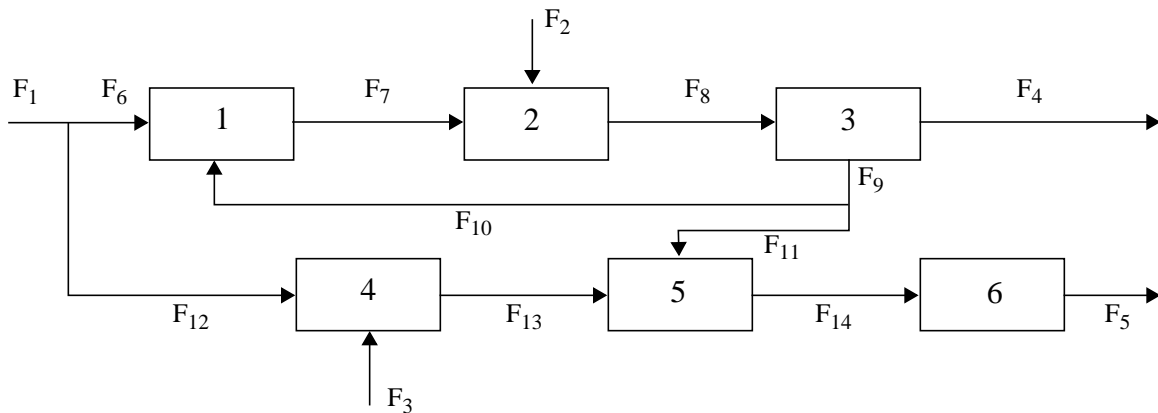 F₂
F₁ F₆ F₇ F₈ F₄
1 2 3
F₉
F₁₀ F₁₁
4 5 6
F₁₂ F₁₃ F₁₄ F₅
F₃